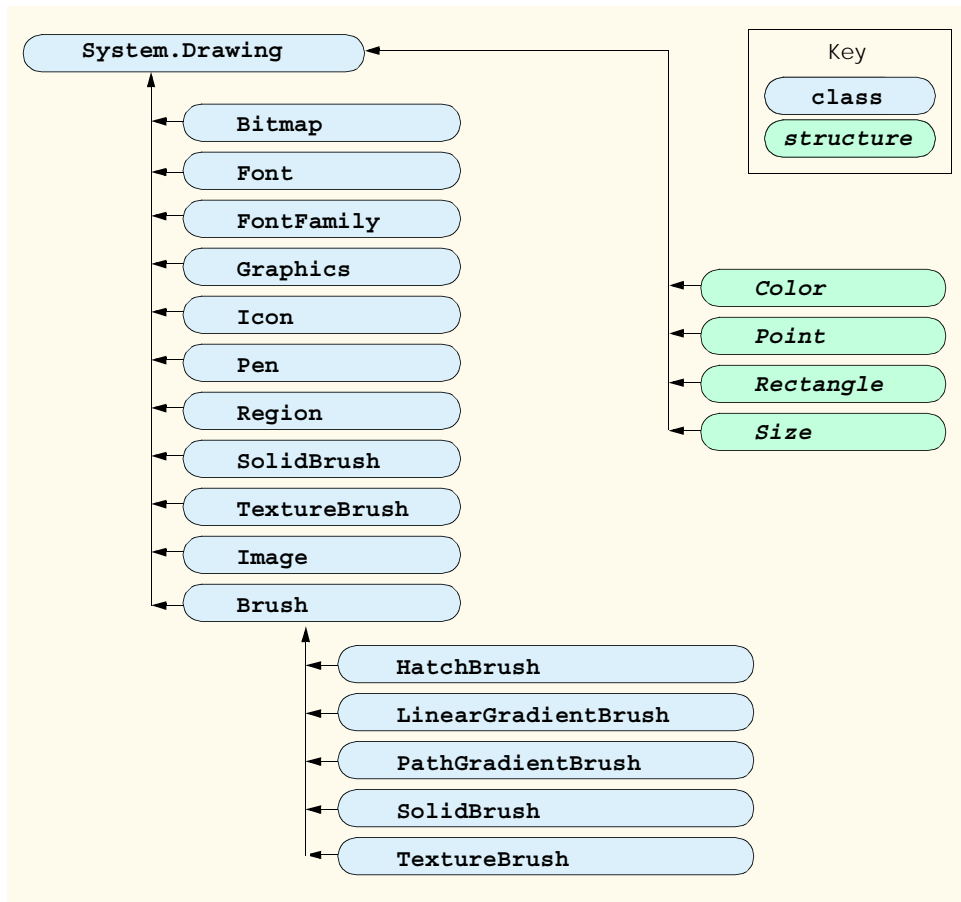 System.Drawing
Key
class
structure
Bitmap
Font
FontFamily
Graphics
Icon
Pen
Region
SolidBrush
TextureBrush
Image
Brush
Color
Point
Rectangle
Size
HatchBrush
LinearGradientBrush
PathGradientBrush
SolidBrush
TextureBrush